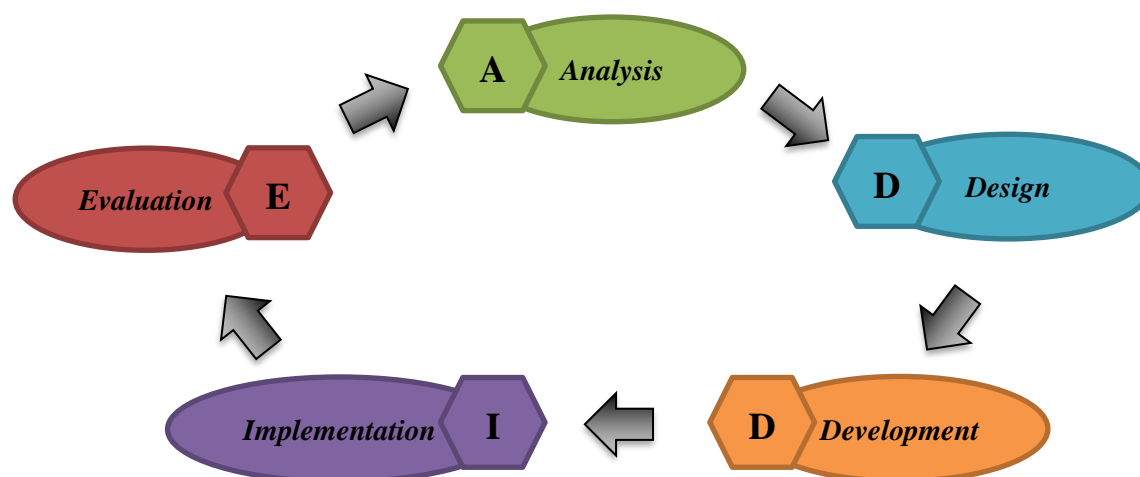 A Analysis
D Design
D Development
I Implementation
E Evaluation